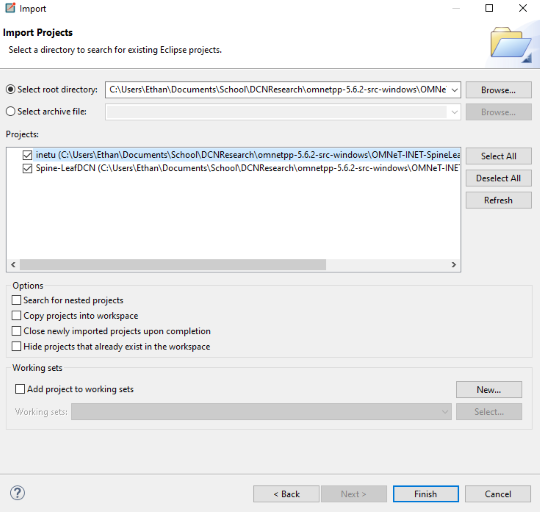 Import
Import Projects
Select a directory to search for existing Eclipse projects.
Select root directory: C:\Users\Ethan\Documents\School\DCNResearch\omnetpp-5.6.2-src-windows\OMNe Browse...
Select archive file: Browse...
Projects:
inetu (C:\Users\Ethan\Documents\School\DCNResearch\omnetpp-5.6.2-src-windows\OMNeT-INET-SpineLea Select All
Spine-LeafDCN (C:\Users\Ethan\Documents\School\DCNResearch\omnetpp-5.6.2-src-windows\OMNeT-INET Deselect All
Refresh
Options
Search for nested projects
Copy projects into workspace
Close newly imported projects upon completion
Hide projects that already exist in the workspace
Working sets
Add project to working sets New...
Working sets: Select...
? < Back Next > Finish Cancel